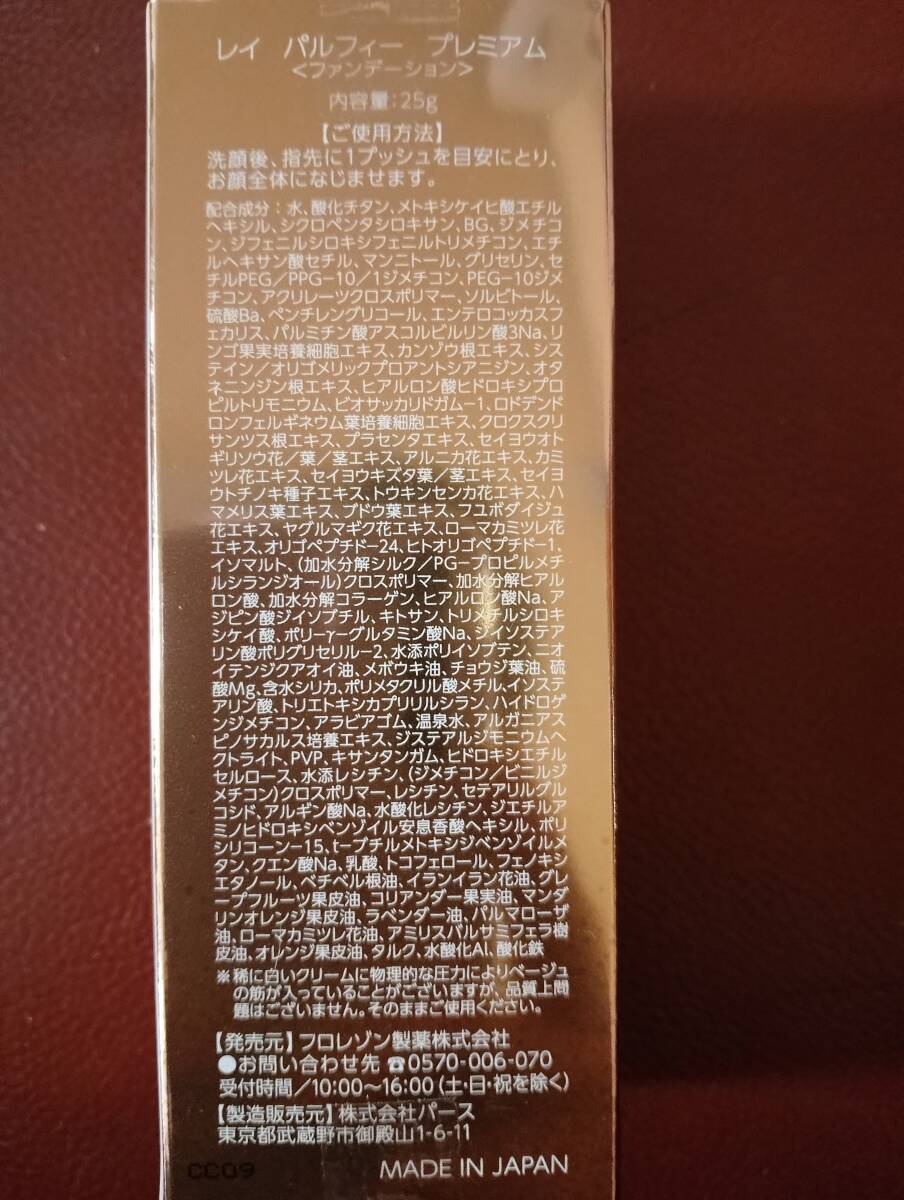 レイ パルフィー プレミアム
<ファンデーション>
内容量:25g
【ご使用方法】
洗顔後、指先に1プッシュを目安にとり、
お顔全体になじませます。
配合成分:水、酸化チタン、メトキシケイヒ酸エチル
ヘキシル、シクロペンタシロキサン、BG、ジメチコ
ン、ジフェニルシロキシフェニルトリメチコン、エチ
ルヘキサン酸セチル、マンニトール、グリセリン、セ
チルPEG/PPG-10/1ジメチコン、PEG-10ジメ
チコン、アクリレーツクロスポリマー、ソルビトール、
硫酸Ba、ペンチレングリコール、エンテロコッカスフ
ェカリス、パルミチン酸アスコルビルリン酸3Na、リ
ンゴ果実培養細胞エキス、カンゾウ根エキス、シス
テイン/オリゴメリックプロアントシアニジン、オタ
ネニンジン根エキス、ヒアルロン酸ヒドロキシプロ
ピルトリモニウム、ビオサッカリドガム-1、ロドデンド
ロンフェルギネウム葉培養細胞エキス、クロクスクリ
サンツス根エキス、プラセンタエキス、セイヨウオト
ギリソウ花/葉/茎エキス、アルニカ花エキス、カミ
ツレ花エキス、セイヨウキズタ葉/茎エキス、セイヨ
ウトチノキ種子エキス、トウキンセンカ花エキス、ハ
マメリス葉エキス、ブドウ葉エキス、フユボダイジュ
花エキス、ヤグルマギク花エキス、ローマカミツレ花
エキス、オリゴペプチド-24、ヒトオリゴペプチド-1、
イソマルト、(加水分解シルク/PG-プロピルメチ
ルシランジオール)クロスポリマー、加水分解ヒアル
ロン酸、加水分解コラーゲン、ヒアルロン酸Na、ア
ジピン酸ジイソブチル、キトサン、トリメチルシロキ
シケイ酸、ポリ-γ-グルタミン酸Na、ジイソステア
リン酸ポリグリセリル-2、水添ポリイソブテン、ニオ
イテンジクアオイ油、メボウキ油、チョウジ葉油、硫
酸Mg、含水シリカ、ポリメタクリル酸メチル、イソステ
アリン酸、トリエトキシカプリリルシラン、ハイドロゲ
ンジメチコン、アラビアゴム、温泉水、アルガニアス
ピノサカルス培養エキス、ジステアルジモニウムヘ
クトライト、PVP、キサンタンガム、ヒドロキシエチル
セルロース、水添レシチン、(ジメチコン/ビニルジ
メチコン)クロスポリマー、レシチン、セテアリルグル
コシド、アルギン酸Na、水酸化レシチン、ジエチルア
ミノヒドロキシベンゾイル安息香酸ヘキシル、ポリ
シリコーン-15、t-ブチルメトキシジベンゾイルメ
タン、クエン酸Na、乳酸、トコフェロール、フェノキシ
エタノール、ベチベル根油、イランイラン花油、グレ
ープフルーツ果皮油、コリアンダー果実油、マンダ
リンオレンジ果皮油、ラベンダー油、パルマローザ
油、ローマカミツレ花油、アミリスバルサミフェラ樹
皮油、オレンジ果皮油、タルク、水酸化Al、酸化鉄
※稀に白いクリームに物理的な圧力によりベージュ
の筋が入っていることがございますが、品質上問
題はございません。そのままご使用ください。
【発売元】フロレゾン製薬株式会社
●お問い合わせ先 ☎0570-006-070
受付時間/10:00〜16:00(土・日・祝を除く)
【製造販売元】株式会社パース
東京都武蔵野市御殿山1-6-11
CC09 MADE IN JAPAN